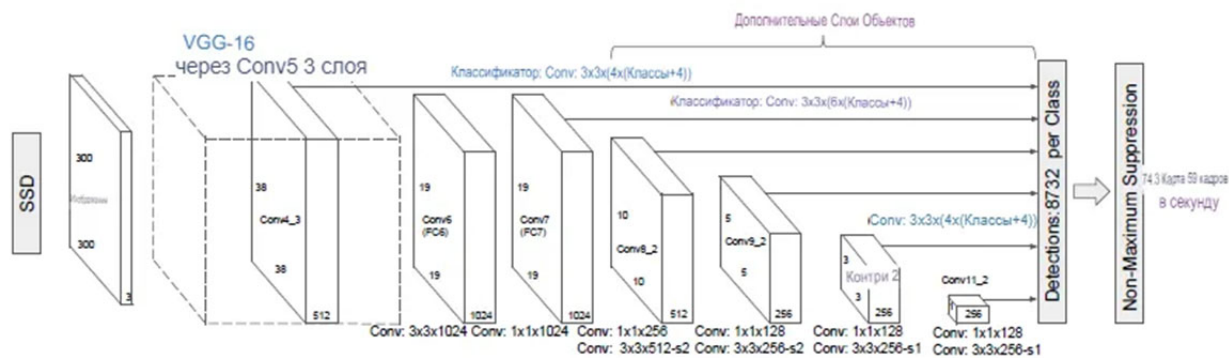 Дополнительные Слои Объектов
VGG-16
через Conv5 3 слоя
Классификатор: Conv: 3x3x(4x(Классы+4))
Классификатор: Conv: 3x3x(6x(Классы+4))
SSD
300
Изображение
300
3
38
Conv4_3
38
512
19
Conv6
(FC6)
19
1024
19
Conv7
(FC7)
19
1024
10
Conv8_2
10
512
5
Conv9_2
5
256
Conv: 3x3x(4x(Классы+4))
3
Контри 2
3
256
Conv11_2
1
256
Detections:8732 per Class
Non-Maximum Suppression
74.3 Карта 59 кадров
в секунду
Conv: 3x3x1024
Conv: 1x1x1024
Conv: 1x1x256
Conv: 3x3x512-s2
Conv: 1x1x128
Conv: 3x3x256-s2
Conv: 1x1x128
Conv: 3x3x256-s1
Conv: 1x1x128
Conv: 3x3x256-s1